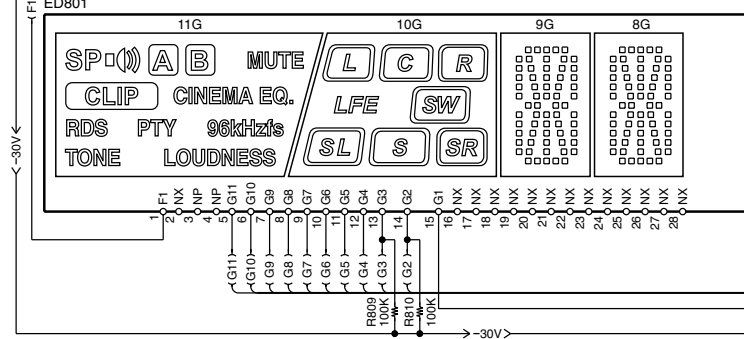 F1
ED801
11G 10G 9G 8G
SP A B MUTE
CLIP CINEMA EQ.
RDS PTY 96kHzfs
TONE LOUDNESS
L C R
LFE SW
SL S SR
-30V
F1 NX NP NP G11 G10 G9 G8 G7 G6 G5 G4 G3 G2 G1 NX NX NX NX NX NX NX NX NX NX NX NX NX
1 2 3 4 5 6 7 8 9 10 11 12 13 14 15 16 17 18 19 20 21 22 23 24 25 26 27 28
G11 G10 G9 G8 G7 G6 G5 G4 G3 G2
R809 100K R810 100K
-30V